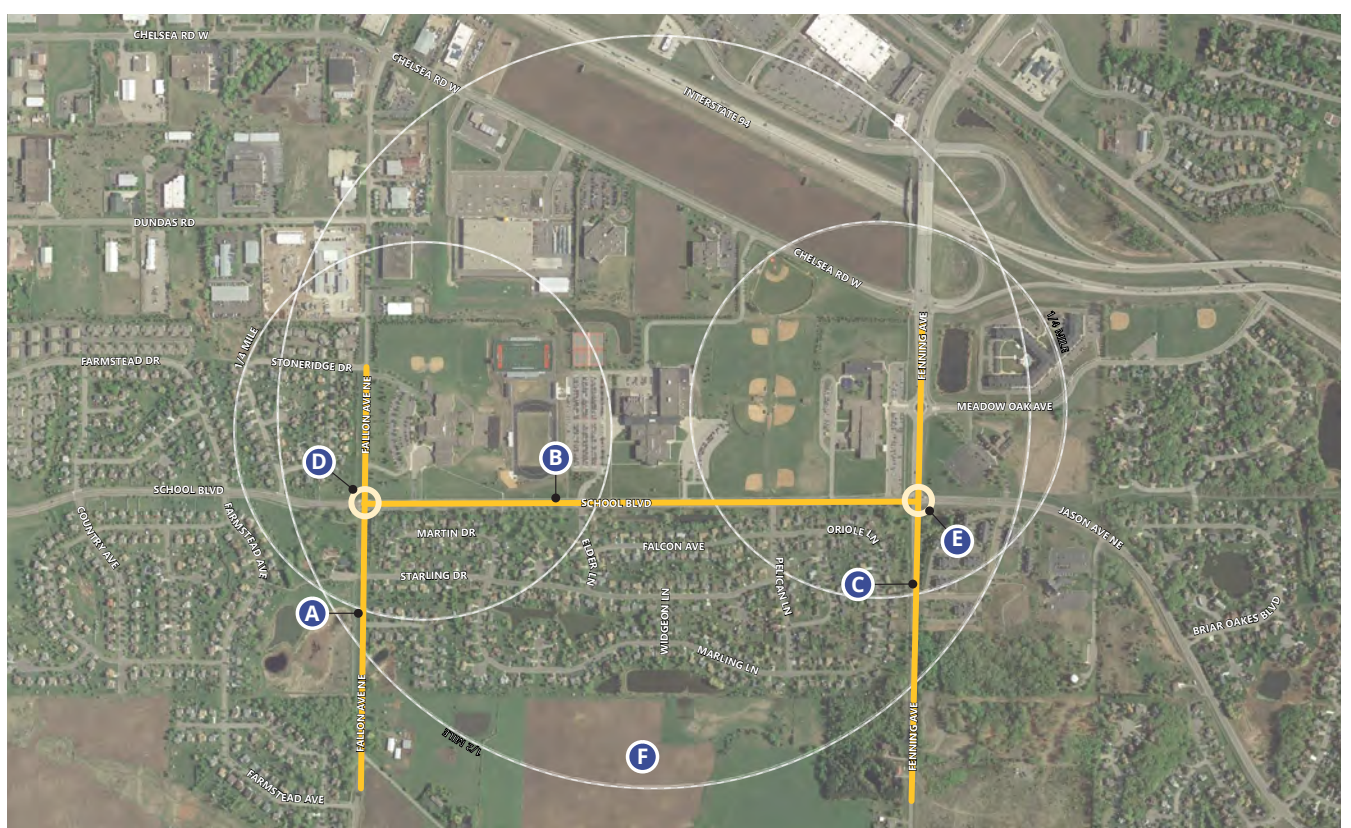 CHELSEA RD W
CHELSEA RD W
INTERSTATE 94
DUNDAS RD
CHELSEA RD W
1/4 MILE
1/4 MILE
FARMSTEAD DR
STONERIDGE DR
FENNING AVE
FALLON AVE NE
MEADOW OAK AVE
D
B
SCHOOL BLVD
SCHOOL BLVD
COUNTRY AVE
FARMSTEAD AVE
MARTIN DR
ELDER LN
FALCON AVE
ORIOLE LN
E
JASON AVE NE
STARLING DR
PELICAN LN
C
A
WIDGEON LN
BRIAR OAKES BLVD
MARLING LN
FALLON AVE NE
FENNING AVE
1/2 MILE
F
FARMSTEAD AVE